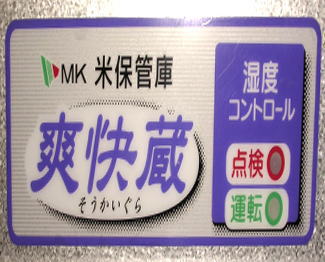 MK 米保管庫
爽快蔵
そうかいぐら
湿度
コントロール
点検
運転